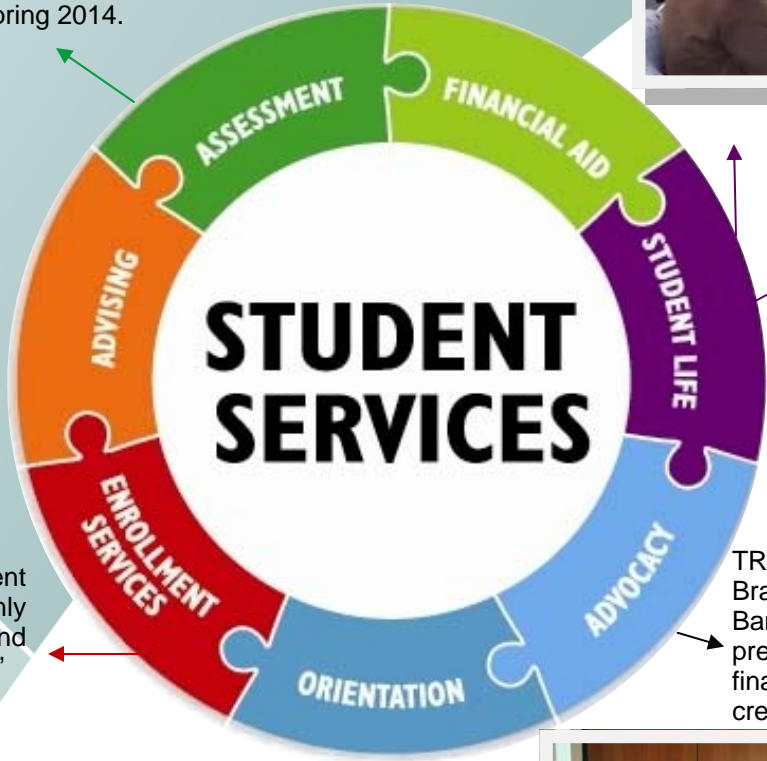 oring 2014.
ASSESSMENT
FINANCIAL AID
STUDENT LIFE
ADVISING
STUDENT
SERVICES
ENROLLMENT
SERVICES
ADVOCACY
ORIENTATION
ent
nly
nd
”
TR
Bra
Bar
pre
fina
cre